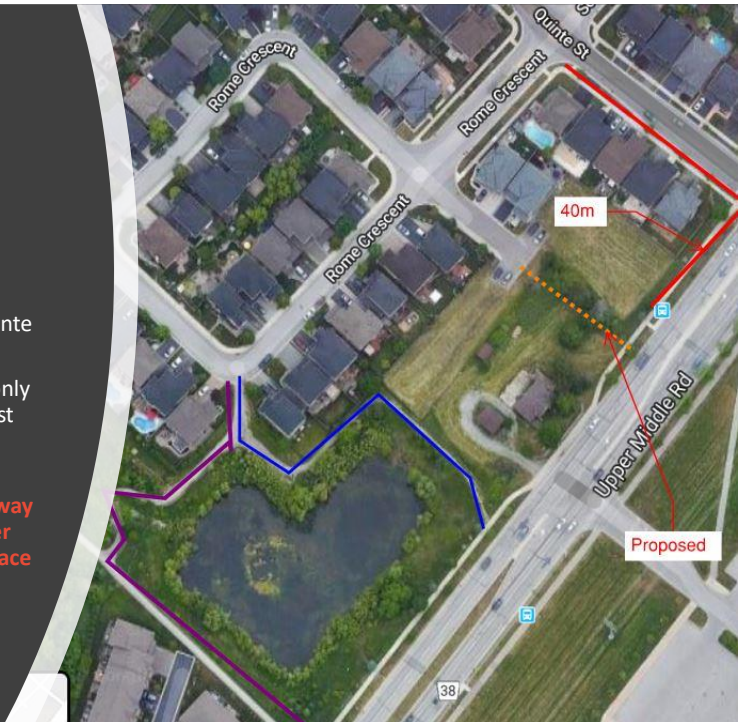 nte
only
st
way
er
ace
Rome Crescent
Quinte St
Rome Crescent
Rome Crescent
40m
Upper Middle Rd
Proposed
38